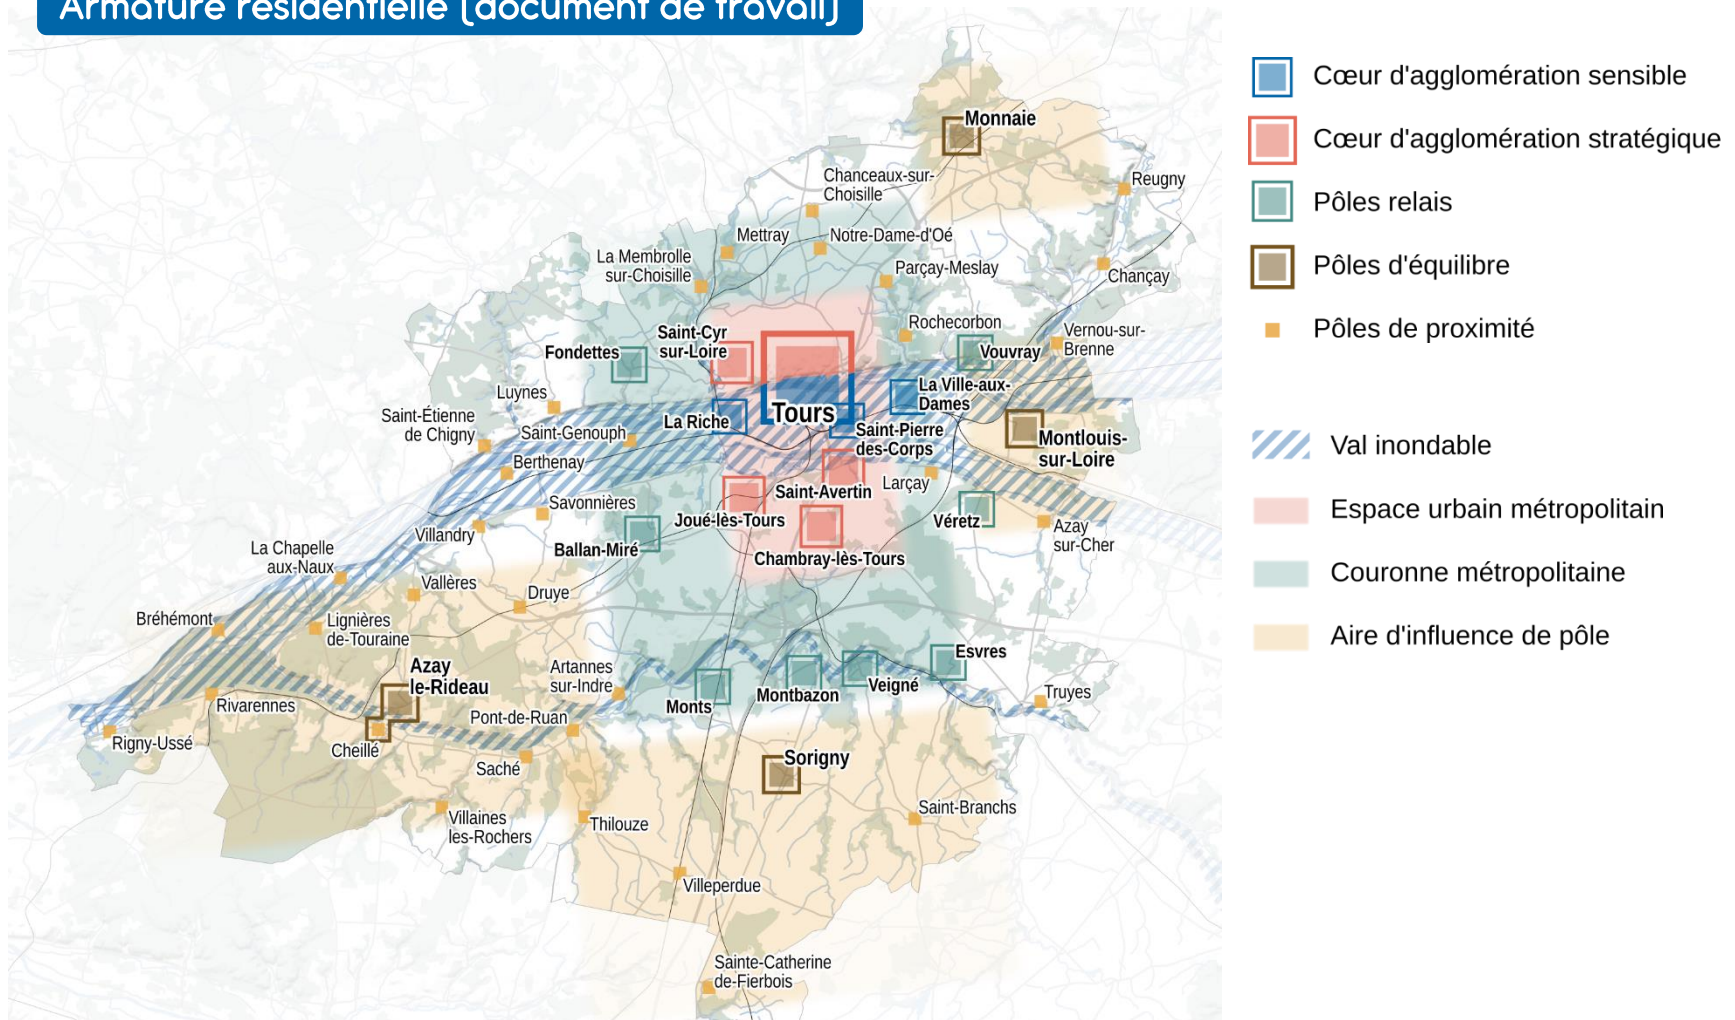 Armature résidentielle (document de travail)
Cœur d'agglomération sensible
Cœur d'agglomération stratégique
Pôles relais
Pôles d'équilibre
Pôles de proximité
Val inondable
Espace urbain métropolitain
Couronne métropolitaine
Aire d'influence de pôle
Monnaie
Chanceaux-sur-
Choisille
Reugny
Mettray
Notre-Dame-d'Oé
La Membrolle
sur-Choisille
Parçay-Meslay
Chançay
Rochecorbon
Vernou-sur-
Brenne
Saint-Cyr
sur-Loire
Fondettes
Vouvray
Luynes
La Ville-aux-
Dames
Saint-Étienne
de Chigny
Saint-Genouph
La Riche
Tours
Saint-Pierre
des-Corps
Montlouis-
sur-Loire
Berthenay
Saint-Avertin
Larçay
Savonnières
Joué-lès-Tours
Véretz
Villandry
Ballan-Miré
Chambray-lès-Tours
Azay
sur-Cher
La Chapelle
aux-Naux
Vallères
Druye
Bréhémont
Lignières
de-Touraine
Azay
le-Rideau
Artannes
sur-Indre
Esvres
Montbazon
Veigné
Monts
Truyes
Rivarennes
Pont-de-Ruan
Rigny-Ussé
Cheillé
Saché
Sorigny
Villaines
les-Rochers
Thilouze
Saint-Branchs
Villeperdue
Sainte-Catherine
de-Fierbois